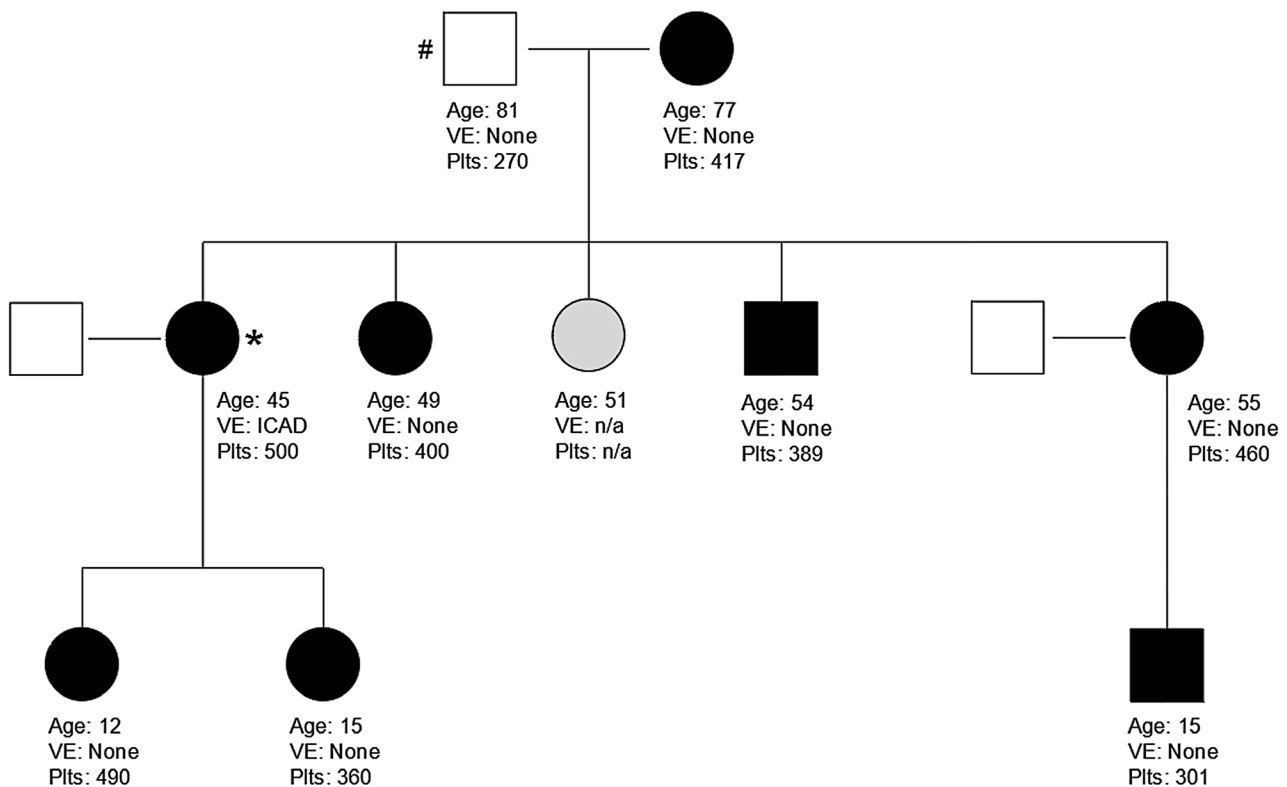 #
Age: 81
VE: None
Plts: 270
Age: 77
VE: None
Plts: 417
*
Age: 45
VE: ICAD
Plts: 500
Age: 49
VE: None
Plts: 400
Age: 51
VE: n/a
Plts: n/a
Age: 54
VE: None
Plts: 389
Age: 55
VE: None
Plts: 460
Age: 12
VE: None
Plts: 490
Age: 15
VE: None
Plts: 360
Age: 15
VE: None
Plts: 301